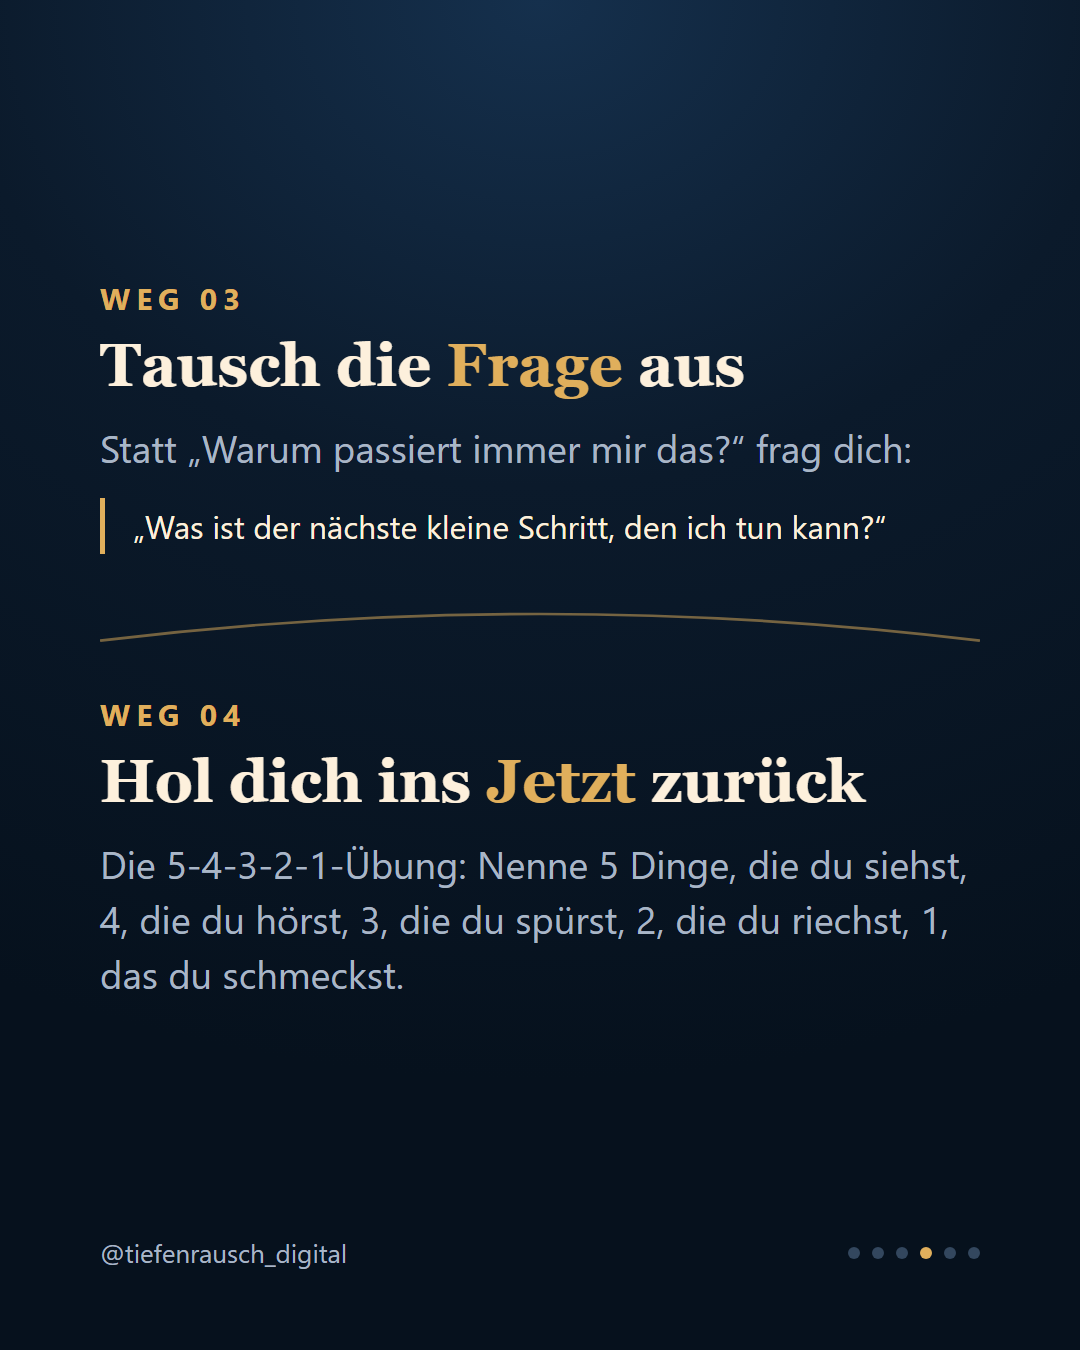 WEG 03
Tausch die Frage aus
Statt „Warum passiert immer mir das?“ frag dich:
„Was ist der nächste kleine Schritt, den ich tun kann?“
WEG 04
Hol dich ins Jetzt zurück
Die 5-4-3-2-1-Übung: Nenne 5 Dinge, die du siehst,
4, die du hörst, 3, die du spürst, 2, die du riechst, 1,
das du schmeckst.
@tiefenrausch_digital